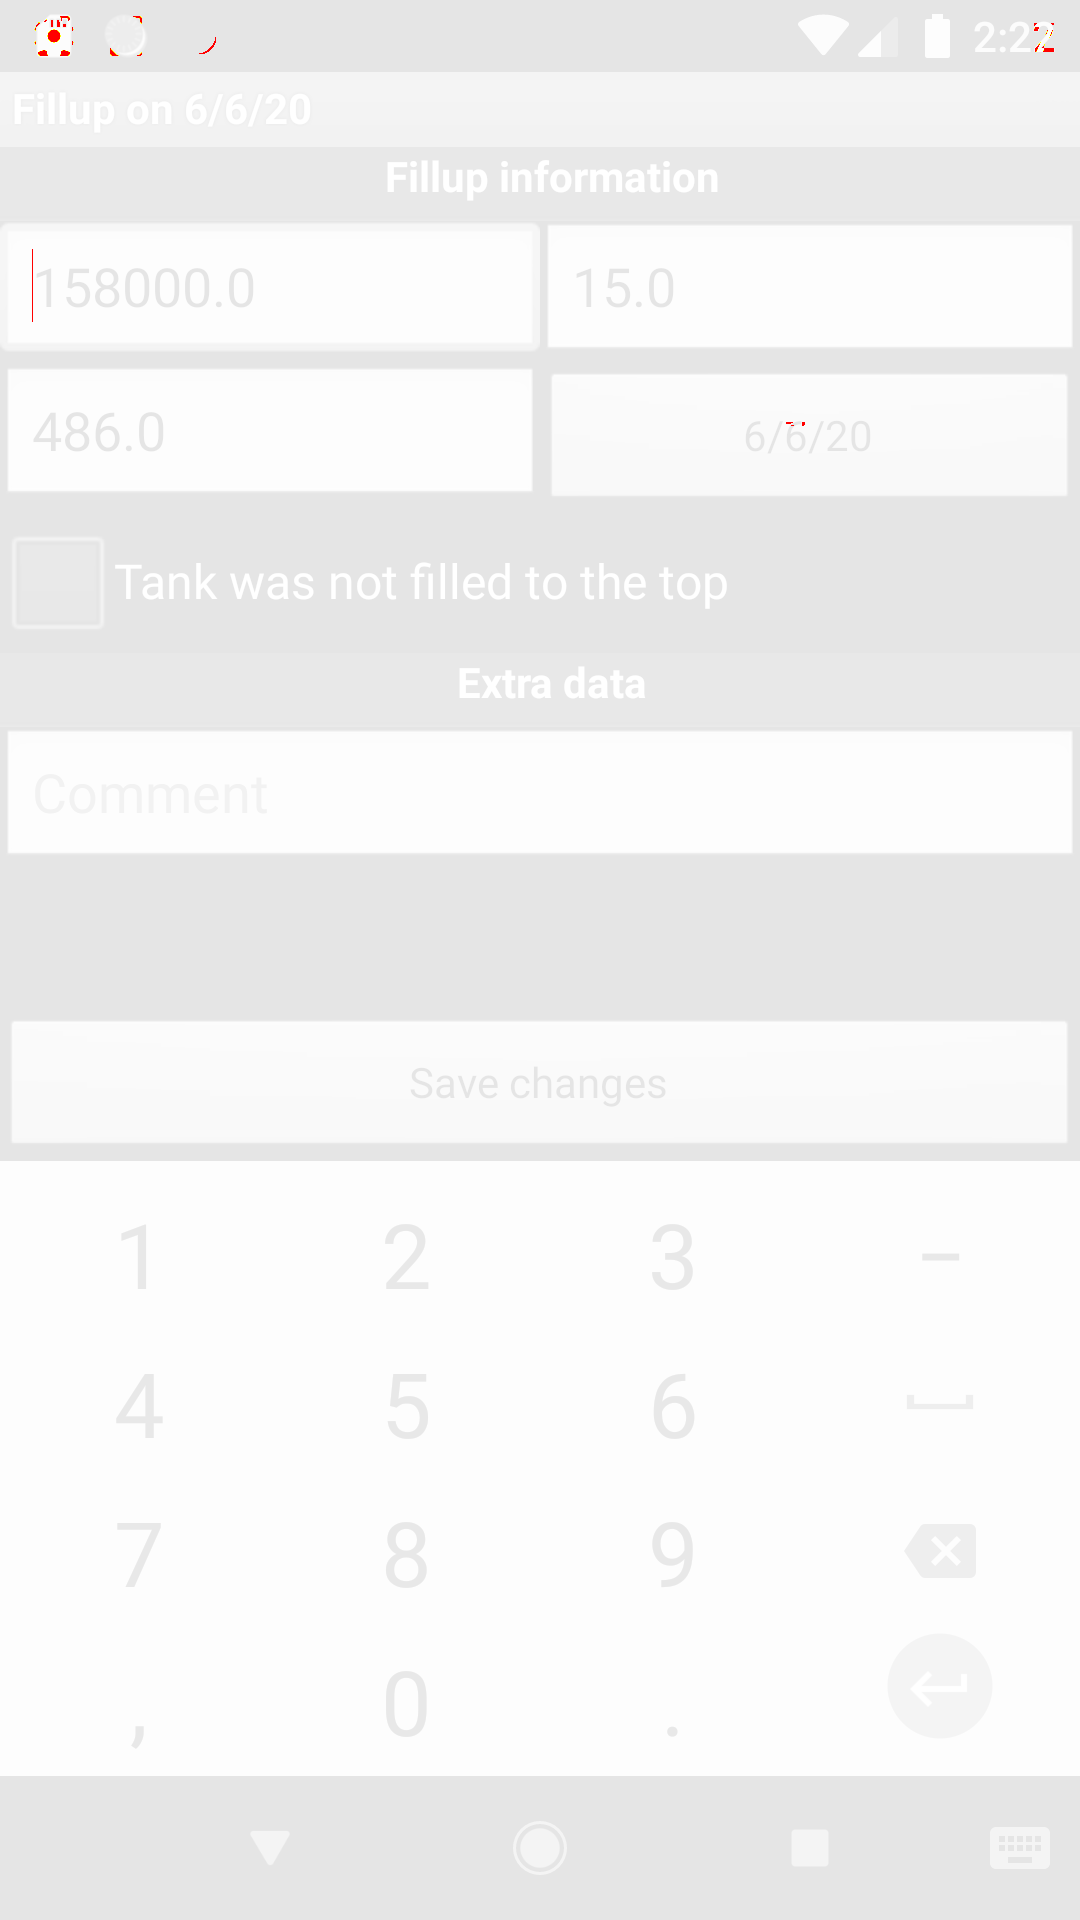 2:22
Fillup on 6/6/20
Fillup information
158000.0
15.0
486.0
6/6/20
Tank was not filled to the top
Extra data
Comment
Save changes
1 2 3 –
4 5 6
7 8 9
, 0 .